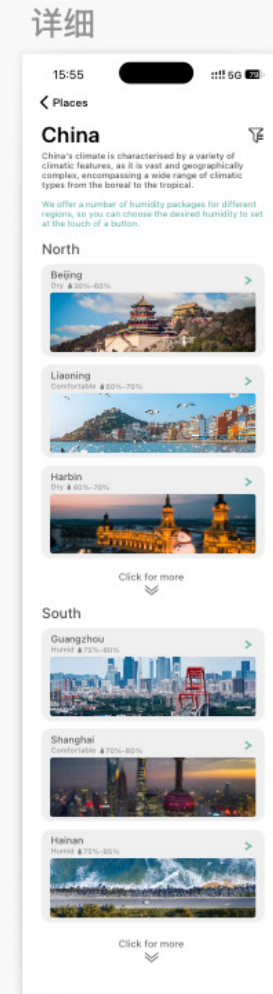 详细
15:55
5G 79
Places
China
China's climate is characterised by a variety of
climatic features, as it is vast and geographically
complex, encompassing a wide range of climatic
types from the boreal to the tropical.
We offer a number of humidity packages for different
regions, so you can choose the desired humidity to set
at the touch of a button.
North
Beijing
Dry 30%-60%
Liaoning
Comfortable 60%-70%
Harbin
Dry 40%-70%
Click for more
South
Guangzhou
Humid 75%-80%
Shanghai
Comfortable 70%-80%
Hainan
Humid 75%-85%
Click for more